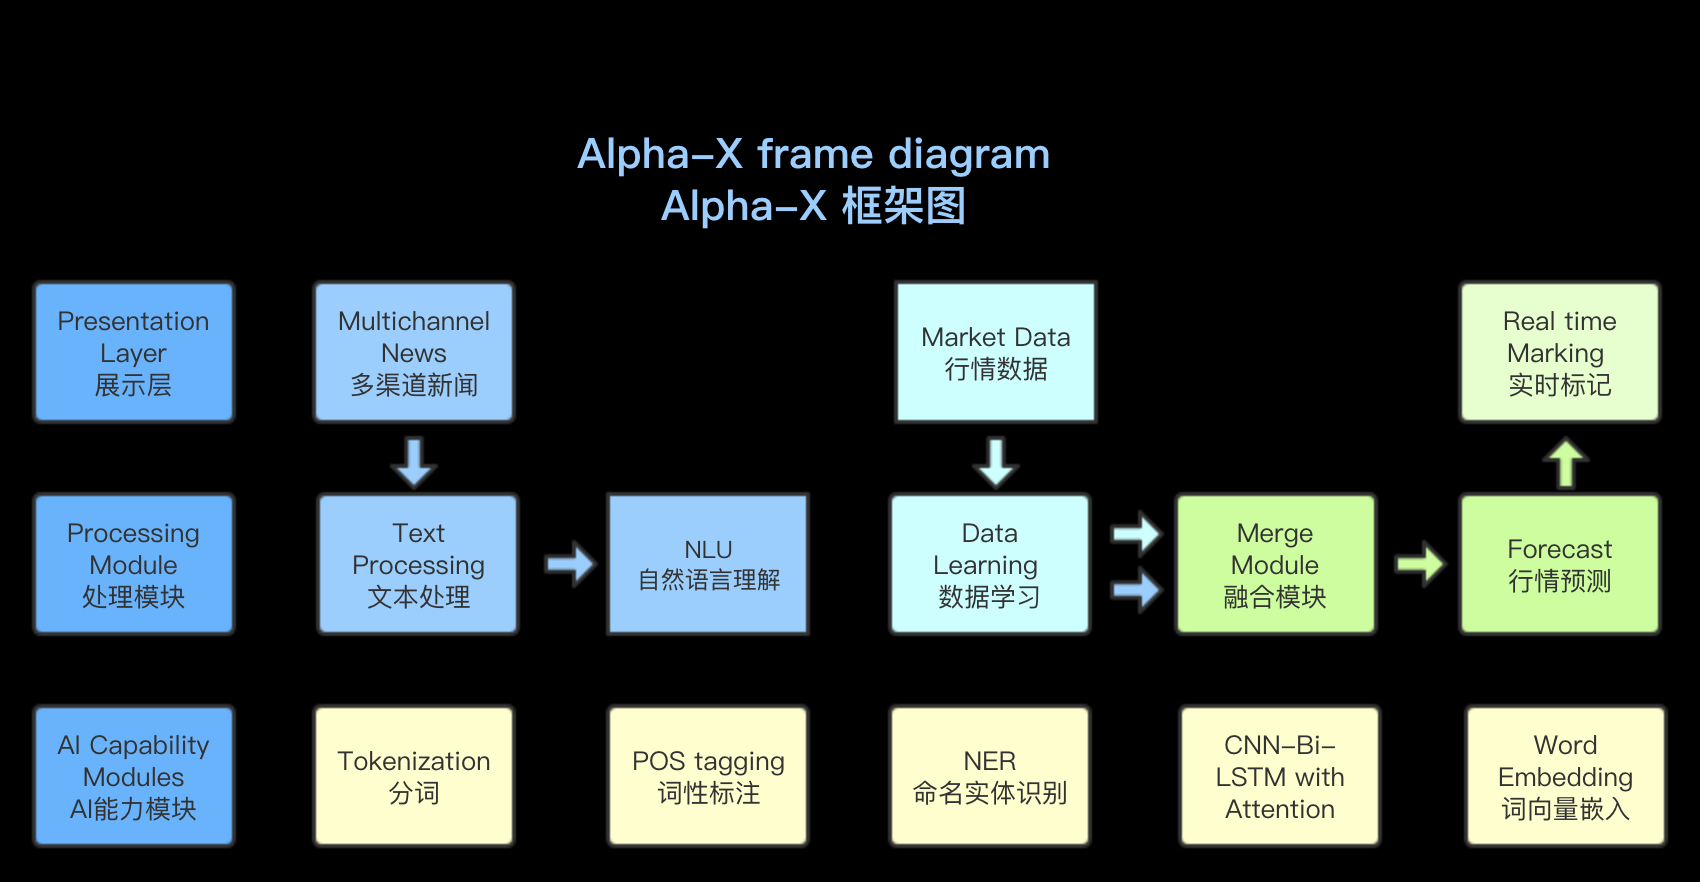 Alpha-X frame diagram
Alpha-X 框架图
Presentation
Layer
展示层
Multichannel
News
多渠道新闻
Market Data
行情数据
Real time
Marking
实时标记
Processing
Module
处理模块
Text
Processing
文本处理
NLU
自然语言理解
Data
Learning
数据学习
Merge
Module
融合模块
Forecast
行情预测
AI Capability
Modules
AI能力模块
Tokenization
分词
POS tagging
词性标注
NER
命名实体识别
CNN-Bi-
LSTM with
Attention
Word
Embedding
词向量嵌入